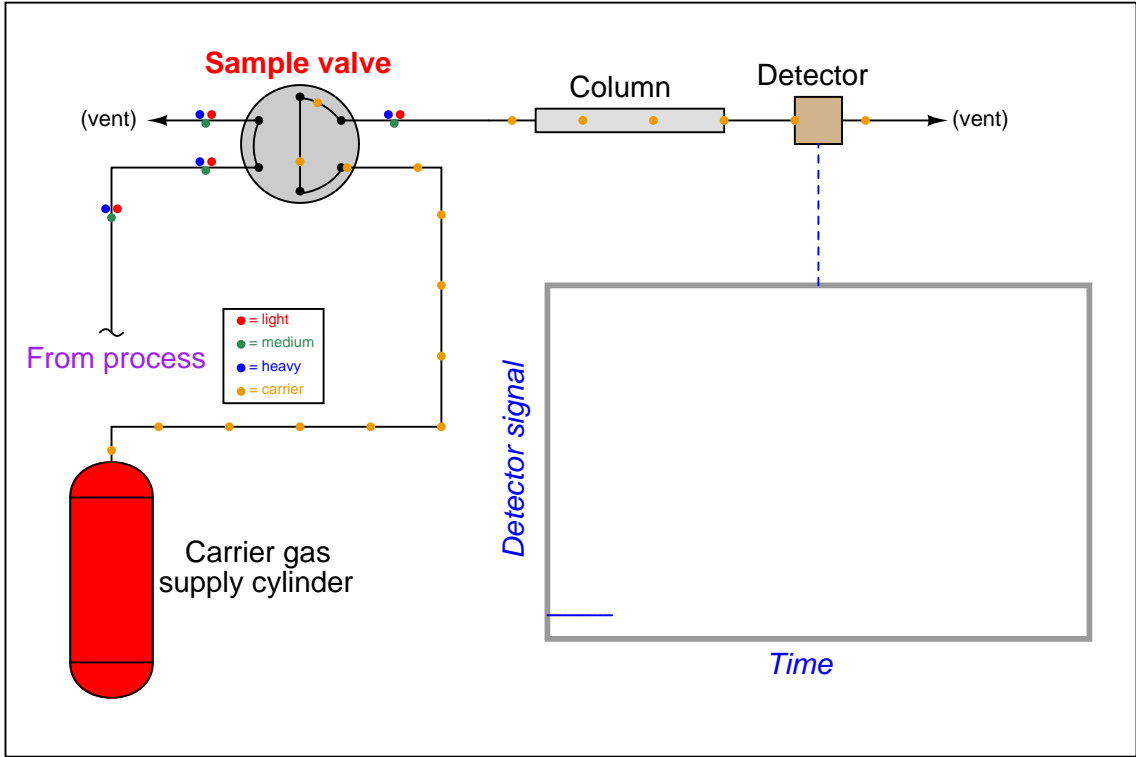 Sample valve
Column
Detector
(vent)
(vent)
= light
= medium
= heavy
= carrier
From process
Detector signal
Carrier gas
supply cylinder
Time